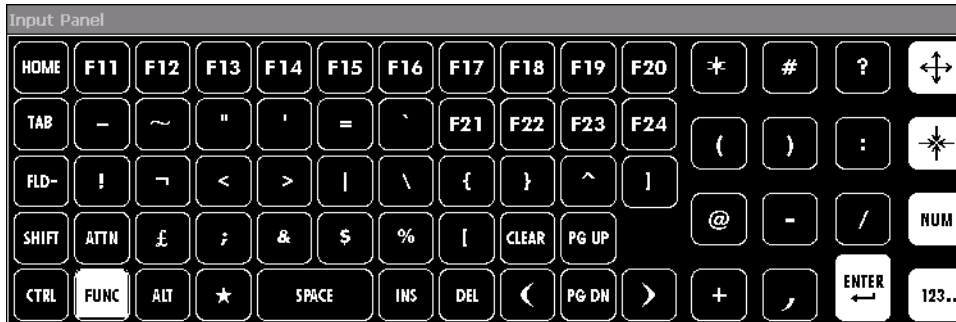 Input Panel
HOME F11 F12 F13 F14 F15 F16 F17 F18 F19 F20 * # ?
TAB _ ~ " ' = ` F21 F22 F23 F24 ( ) :
FLD- ! ¬ < > | \ { } ^ ]
SHIFT ATTN £ ; & $ % [ CLEAR PG UP @ - / NUM
CTRL FUNC ALT ★ SPACE INS DEL ( PG DN ) + , ENTER 123..